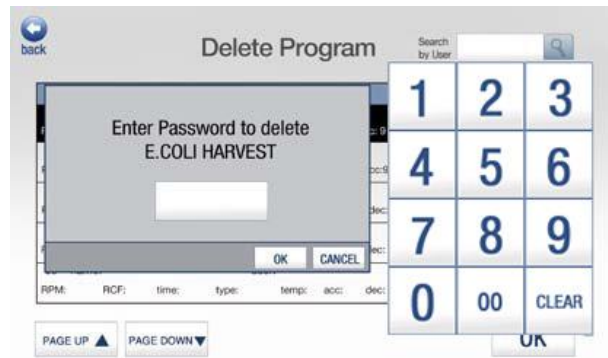 back
Delete Program
Search
by User
Enter Password to delete
E.COLI HARVEST
OK
CANCEL
1 2 3
4 5 6
7 8 9
0 00 CLEAR
RPM: RCF: time: type: temp: acc: dec:
PAGE UP
PAGE DOWN
OK